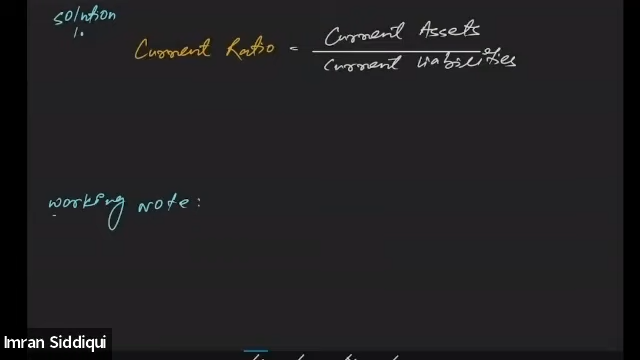 solution
1.
Current Ratio = Current Assets
Current Liabilities
working note:
Imran Siddiqui